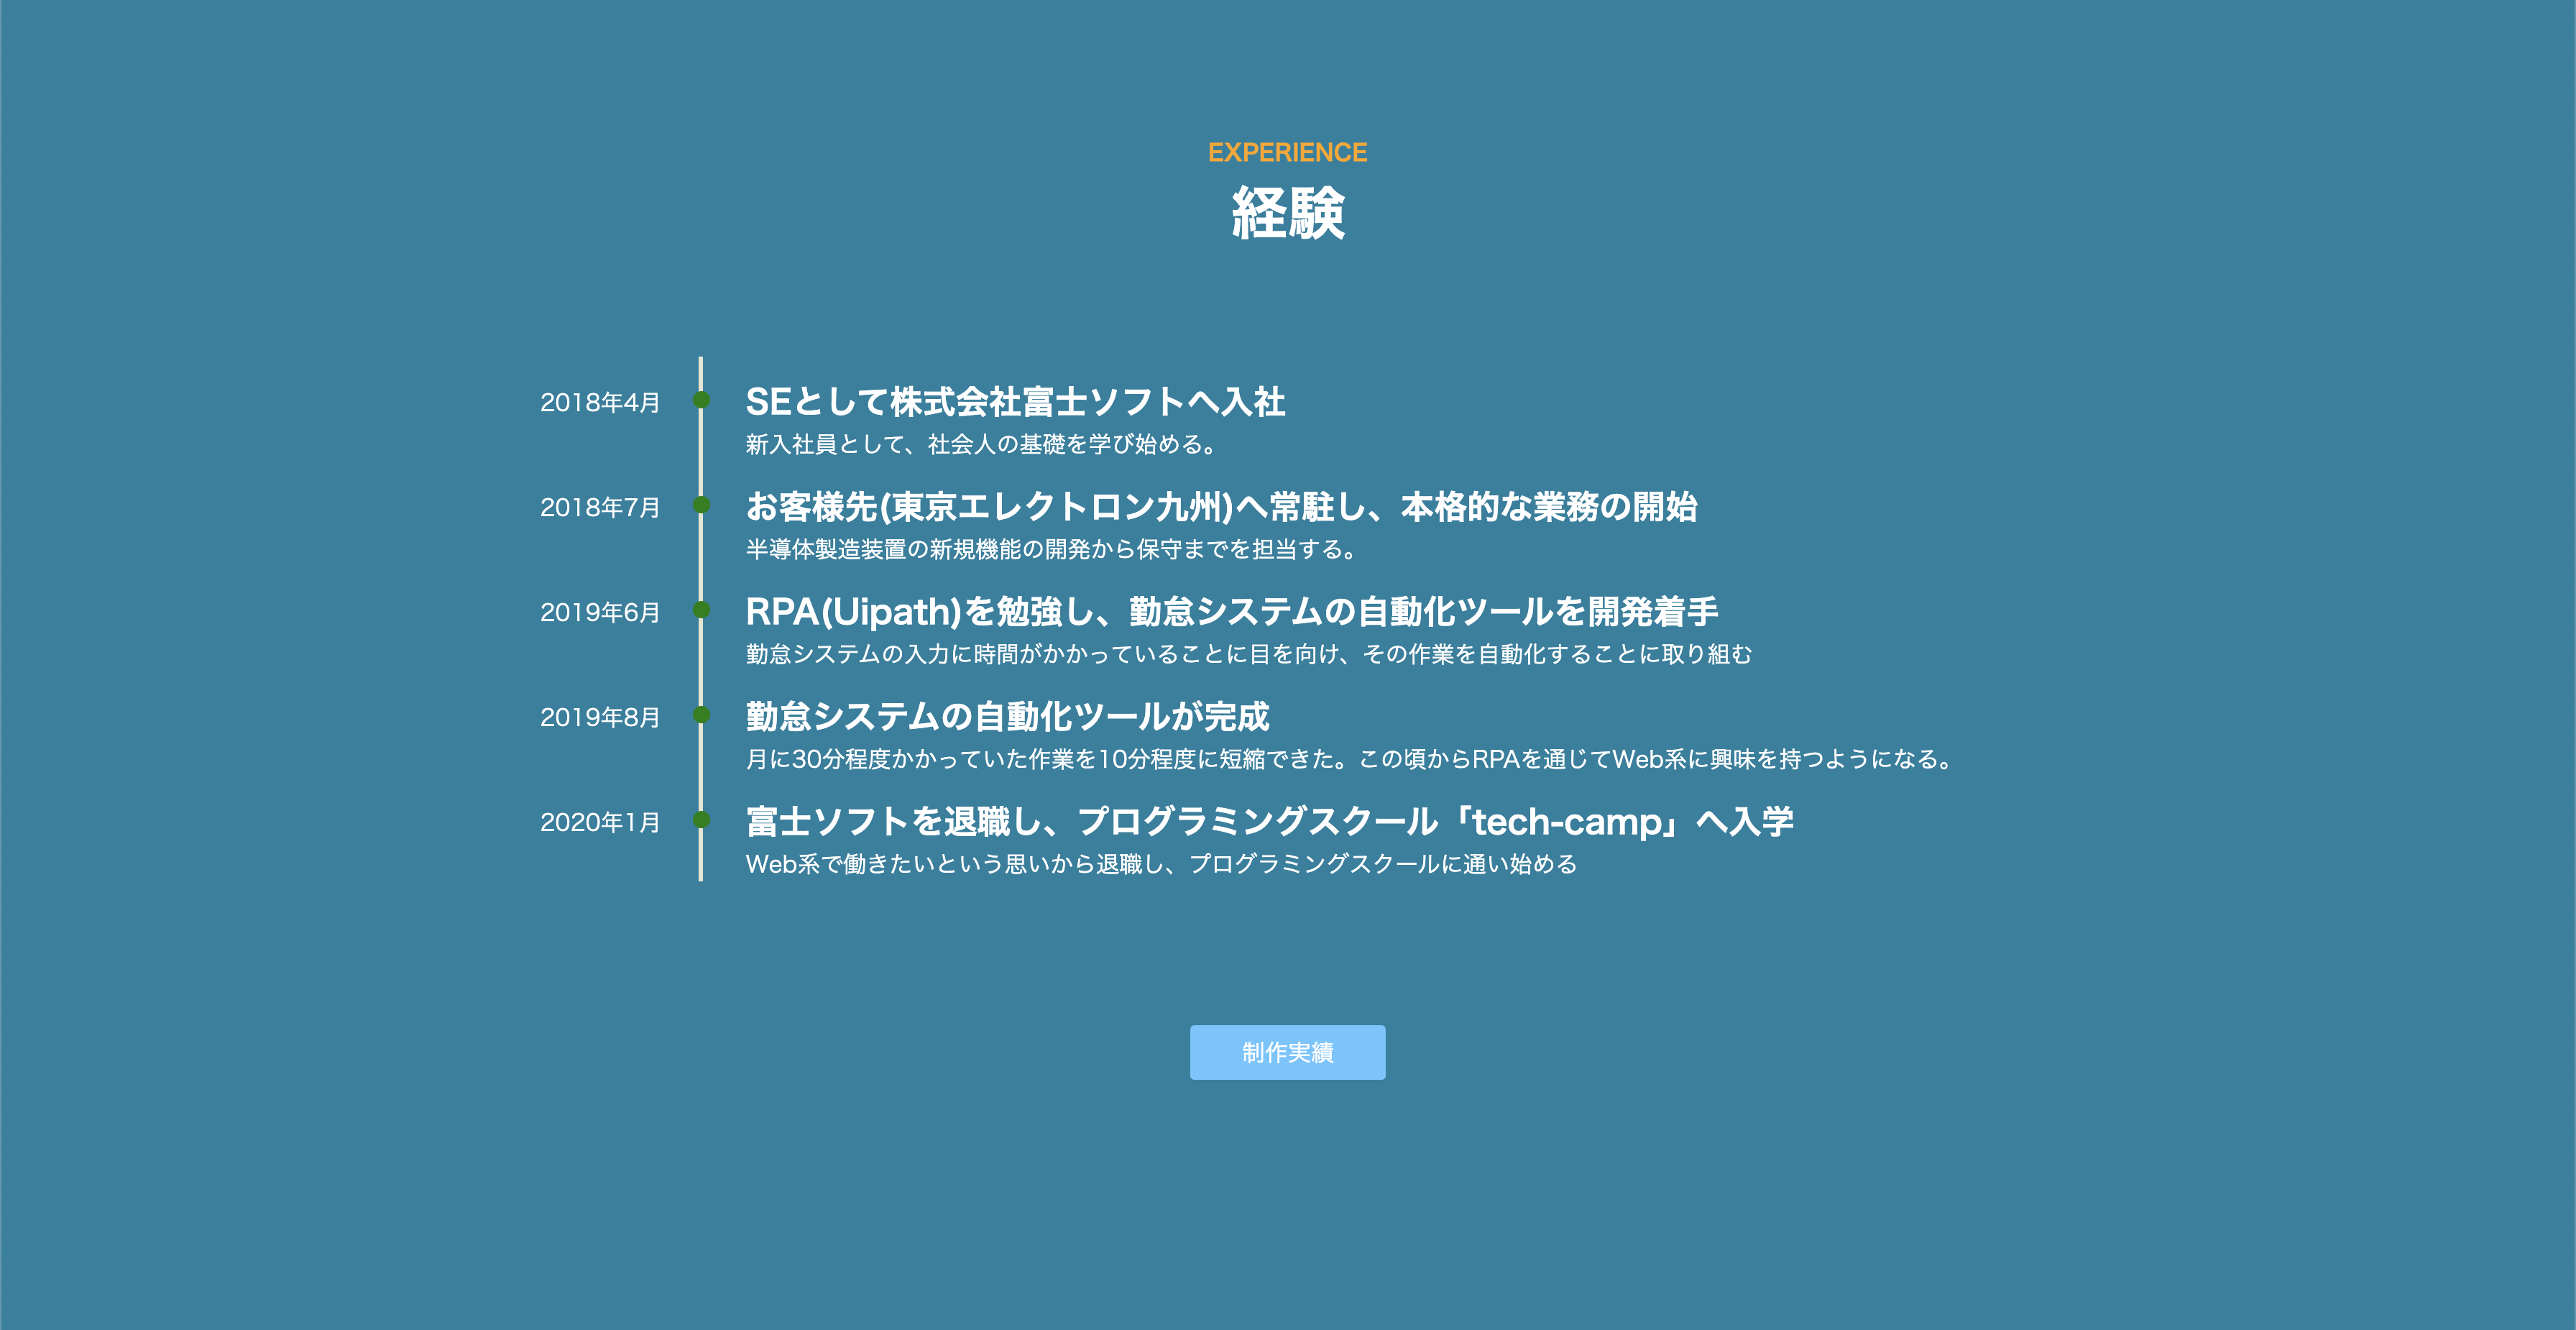 EXPERIENCE
経験
2018年4月
SEとして株式会社富士ソフトへ入社
新入社員として、社会人の基礎を学び始める。
2018年7月
お客様先(東京エレクトロン九州)へ常駐し、本格的な業務の開始
半導体製造装置の新規機能の開発から保守までを担当する。
2019年6月
RPA(Uipath)を勉強し、勤怠システムの自動化ツールを開発着手
勤怠システムの入力に時間がかかっていることに目を向け、その作業を自動化することに取り組む
2019年8月
勤怠システムの自動化ツールが完成
月に30分程度かかっていた作業を10分程度に短縮できた。この頃からRPAを通じてWeb系に興味を持つようになる。
2020年1月
富士ソフトを退職し、プログラミングスクール「tech-camp」へ入学
Web系で働きたいという思いから退職し、プログラミングスクールに通い始める
制作実績